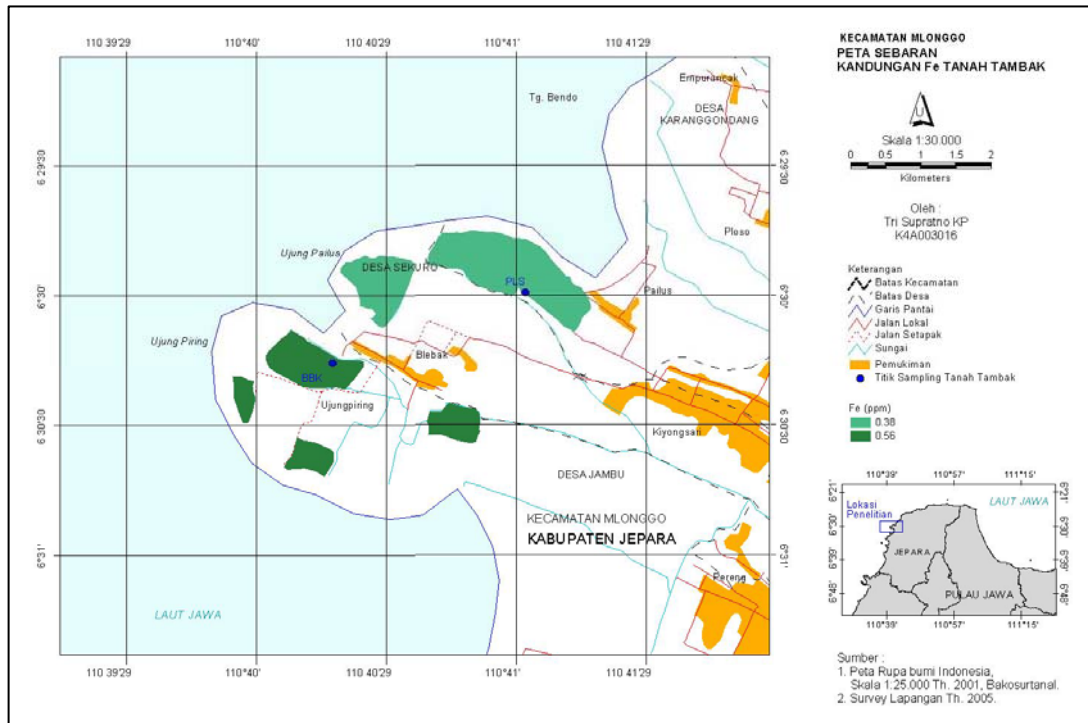 110 39'29
110°40'
110 40'29
110°41'
110 41'29
Empurancak
Tg. Bendo
DESA
KARANGGONDANG
6 29'30
6 29'30
Ploso
Ujung Pailus
DESA SEKURO
PLS
Pailus
6°30'
6°30'
Ujung Piring
Blebak
BBK
Ujungpiring
6 30'30
6 30'30
Kiyongsati
DESA JAMBU
KECAMATAN MLONGGO
KABUPATEN JEPARA
6°31'
6°31'
Pereng
LAUT JAWA
110 39'29
110°40'
110 40'29
110°41'
110 41'29
KECAMATAN MLONGGO
PETA SEBARAN
KANDUNGAN Fe TANAH TAMBAK
U
Skala 1:30.000
0 0.5 1 1.5 2
Kilometers
Oleh :
Tri Supratno KP
K4A003016
Keterangan
Batas Kecamatan
Batas Desa
Garis Pantai
Jalan Lokal
Jalan Setapak
Sungai
Pemukiman
Titik Sampling Tanah Tambak
Fe (ppm)
0.38
0.56
110°39' 110°57' 111°15'
6°21'
6°21'
LAUT JAWA
Lokasi
Penelitian
6°30'
6°30'
JEPARA
6°39'
6°39'
PULAU JAWA
6°48'
6°48'
110°39' 110°57' 111°15'
Sumber :
1. Peta Rupa bumi Indonesia,
Skala 1:25.000 Th. 2001, Bakosurtanal.
2. Survey Lapangan Th. 2005.